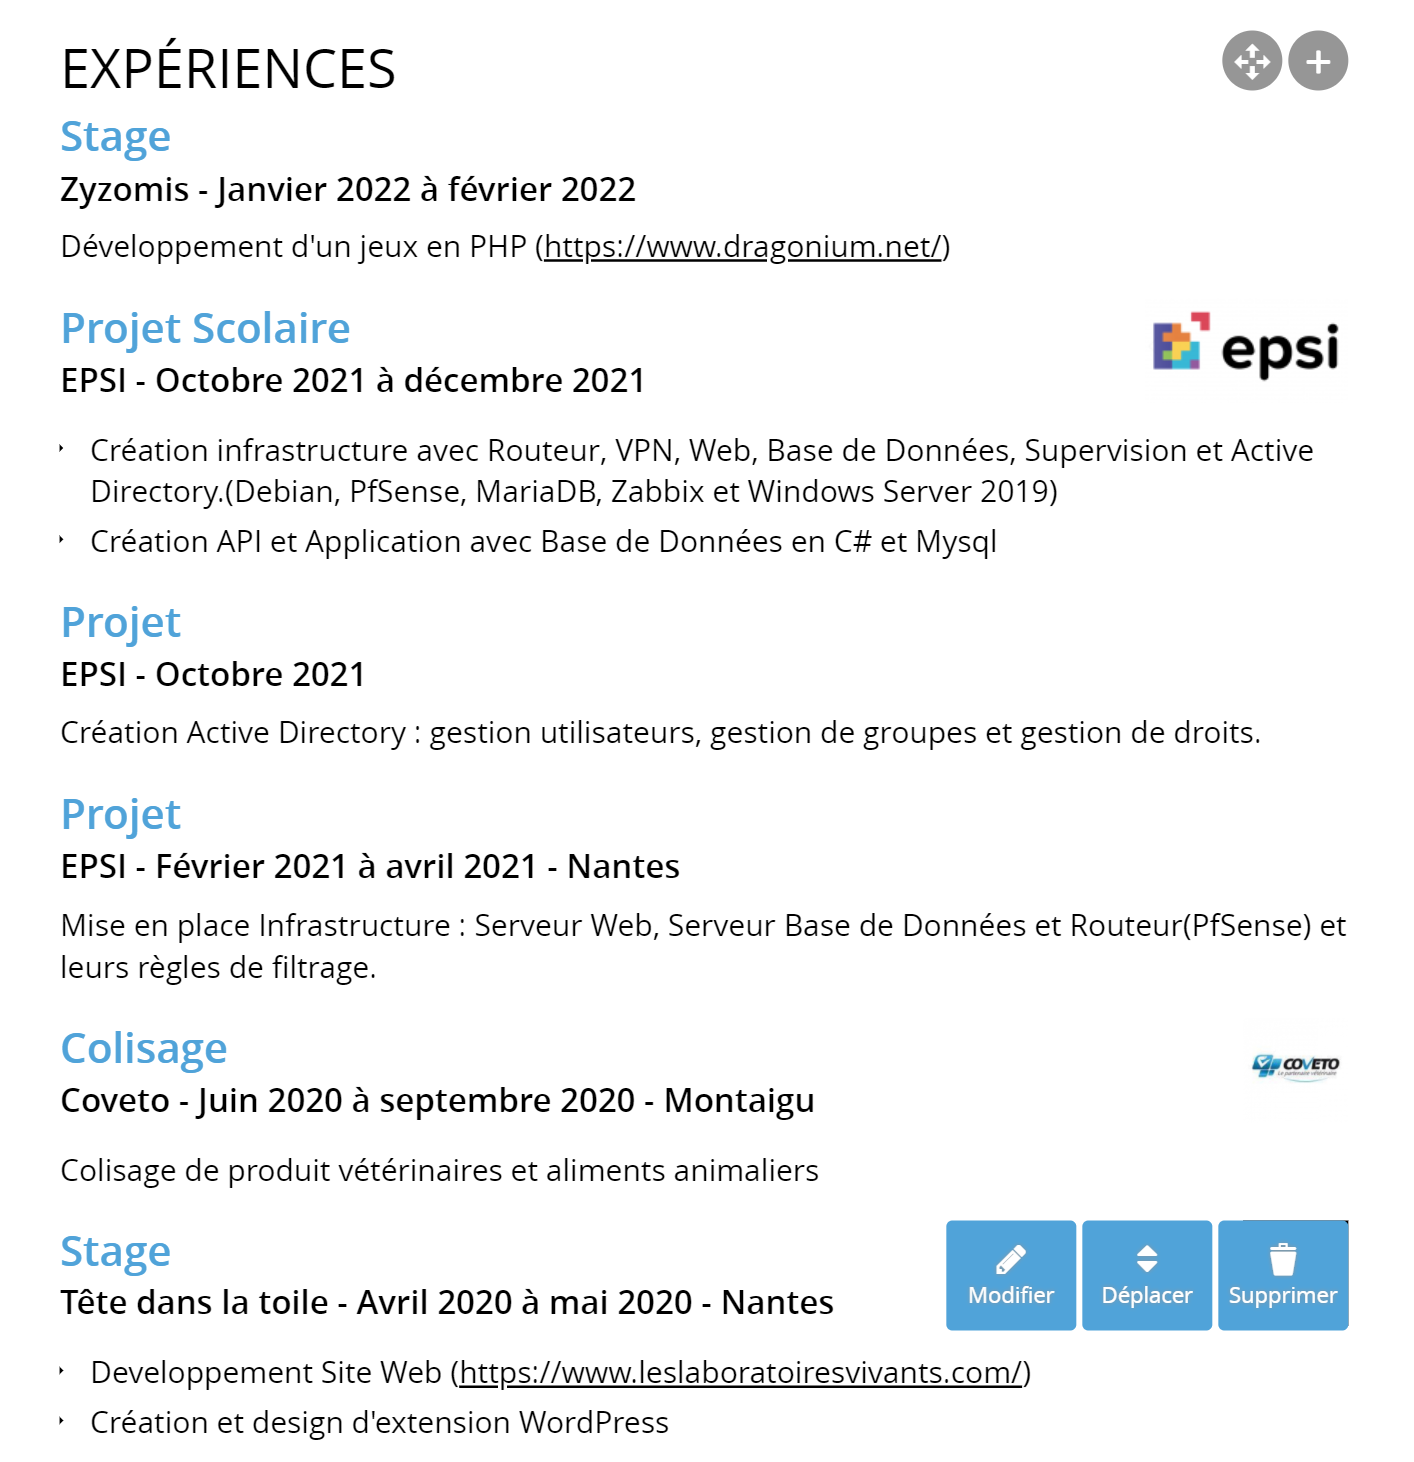 EXPÉRIENCES
Stage
Zyzomis - Janvier 2022 à février 2022
Développement d'un jeux en PHP (https://www.dragonium.net/)
Projet Scolaire
epsi
EPSI - Octobre 2021 à décembre 2021
Création infrastructure avec Routeur, VPN, Web, Base de Données, Supervision et Active
Directory.(Debian, PfSense, MariaDB, Zabbix et Windows Server 2019)
Création API et Application avec Base de Données en C# et Mysql
Projet
EPSI - Octobre 2021
Création Active Directory : gestion utilisateurs, gestion de groupes et gestion de droits.
Projet
EPSI - Février 2021 à avril 2021 - Nantes
Mise en place Infrastructure : Serveur Web, Serveur Base de Données et Routeur(PfSense) et
leurs règles de filtrage.
Colisage
COVETO
Le partenaire vétérinaire
Coveto - Juin 2020 à septembre 2020 - Montaigu
Colisage de produit vétérinaires et aliments animaliers
Stage
Modifier
Déplacer
Supprimer
Tête dans la toile - Avril 2020 à mai 2020 - Nantes
Developpement Site Web (https://www.leslaboratoiresvivants.com/)
Création et design d'extension WordPress